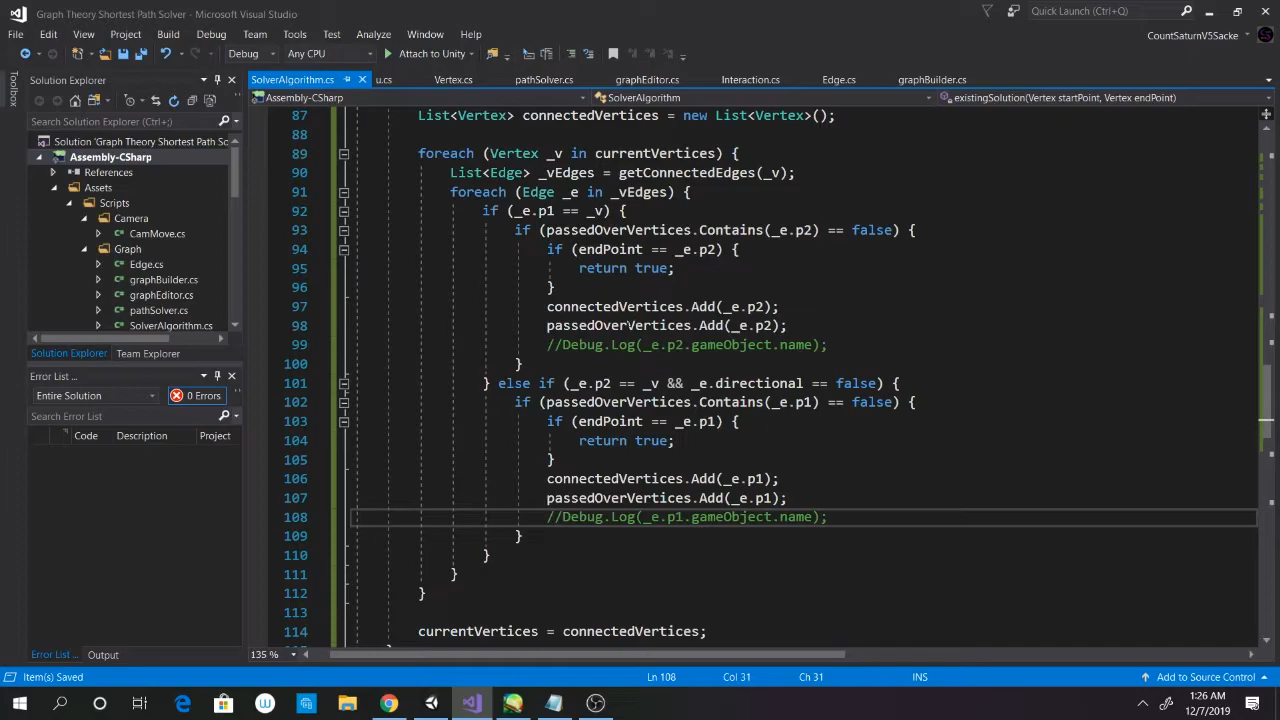 Graph Theory Shortest Path Solver - Microsoft Visual Studio
Quick Launch (Ctrl+;)
File Edit View Project Build Debug Team Tools Test Analyze Window Help
CountSaturnV5Sacke
Debug Any CPU Attach to Unity
Toolbox
Solution Explorer
SolverAlgorithm.cs u.cs Vertex.cs pathSolver.cs graphEditor.cs Interaction.cs Edge.cs graphBuilder.cs
Assembly-CSharp SolverAlgorithm existingSolution(Vertex startPoint, Vertex endPoint)
Search Solution Explorer (Ctrl+;)
Solution 'Graph Theory Shortest Path Sc
Assembly-CSharp
References
Assets
Scripts
Camera
CamMove.cs
Graph
Edge.cs
graphBuilder.cs
graphEditor.cs
pathSolver.cs
SolverAlgorithm.cs
Solution Explorer Team Explorer
Error List ...
Entire Solution 0 Errors
Search Error List
Code Description Project
Error List ... Output
87 List<Vertex> connectedVertices = new List<Vertex>();
88
89 foreach (Vertex _v in currentVertices) {
90 List<Edge> _vEdges = getConnectedEdges(_v);
91 foreach (Edge _e in _vEdges) {
92 if (_e.p1 == _v) {
93 if (passedOverVertices.Contains(_e.p2) == false) {
94 if (endPoint == _e.p2) {
95 return true;
96 }
97 connectedVertices.Add(_e.p2);
98 passedOverVertices.Add(_e.p2);
99 //Debug.Log(_e.p2.gameObject.name);
100 }
101 } else if (_e.p2 == _v && _e.directional == false) {
102 if (passedOverVertices.Contains(_e.p1) == false) {
103 if (endPoint == _e.p1) {
104 return true;
105 }
106 connectedVertices.Add(_e.p1);
107 passedOverVertices.Add(_e.p1);
108 //Debug.Log(_e.p1.gameObject.name);
109 }
110 }
111 }
112 }
113
114 currentVertices = connectedVertices;
135 %
Item(s) Saved Ln 108 Col 31 Ch 31 INS Add to Source Control
1:26 AM
12/7/2019